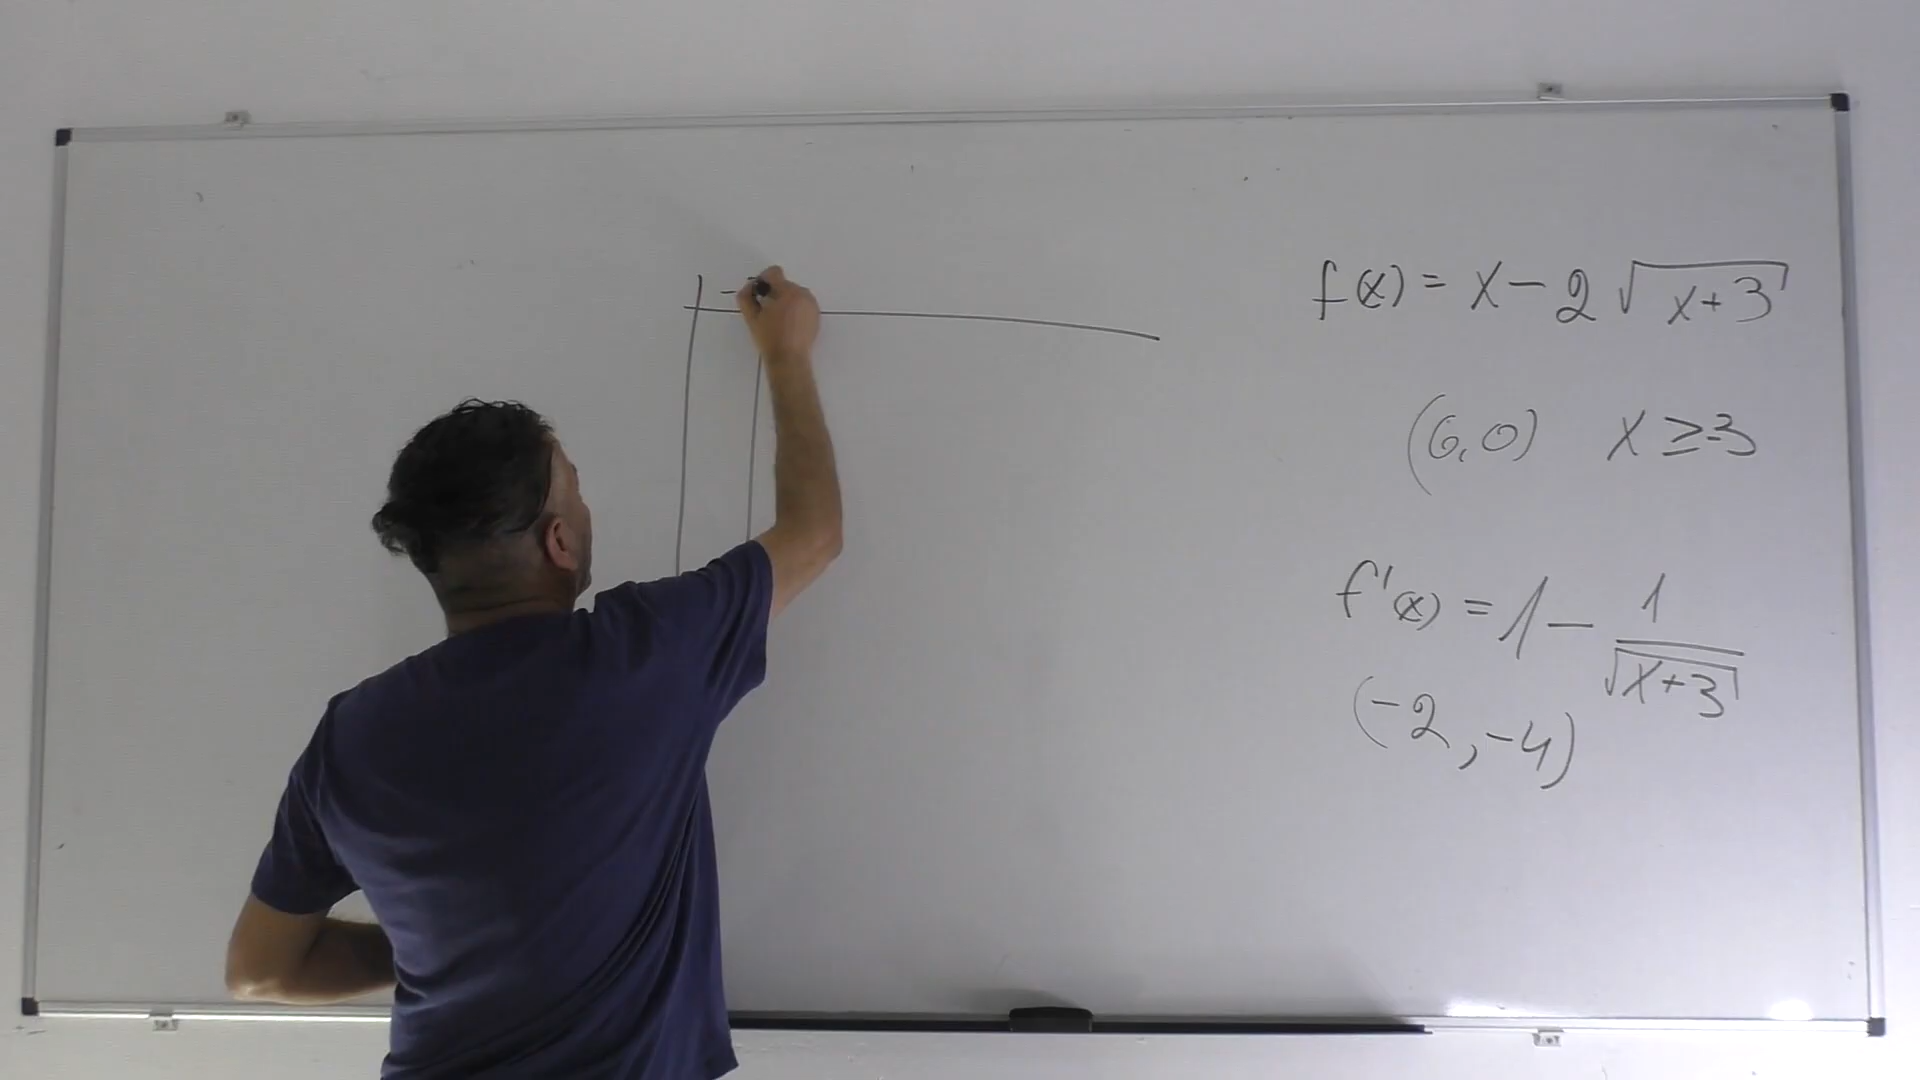 f(x) = x - 2 √(x+3)
(6,0) x ≥ -3
f'(x) = 1 - 1/√(x+3)
(-2, -4)